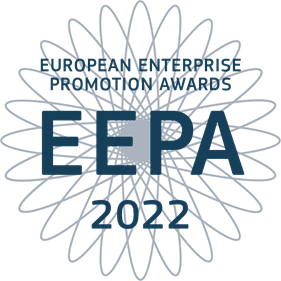 EUROPEAN ENTERPRISE
PROMOTION AWARDS
EEPA
2022